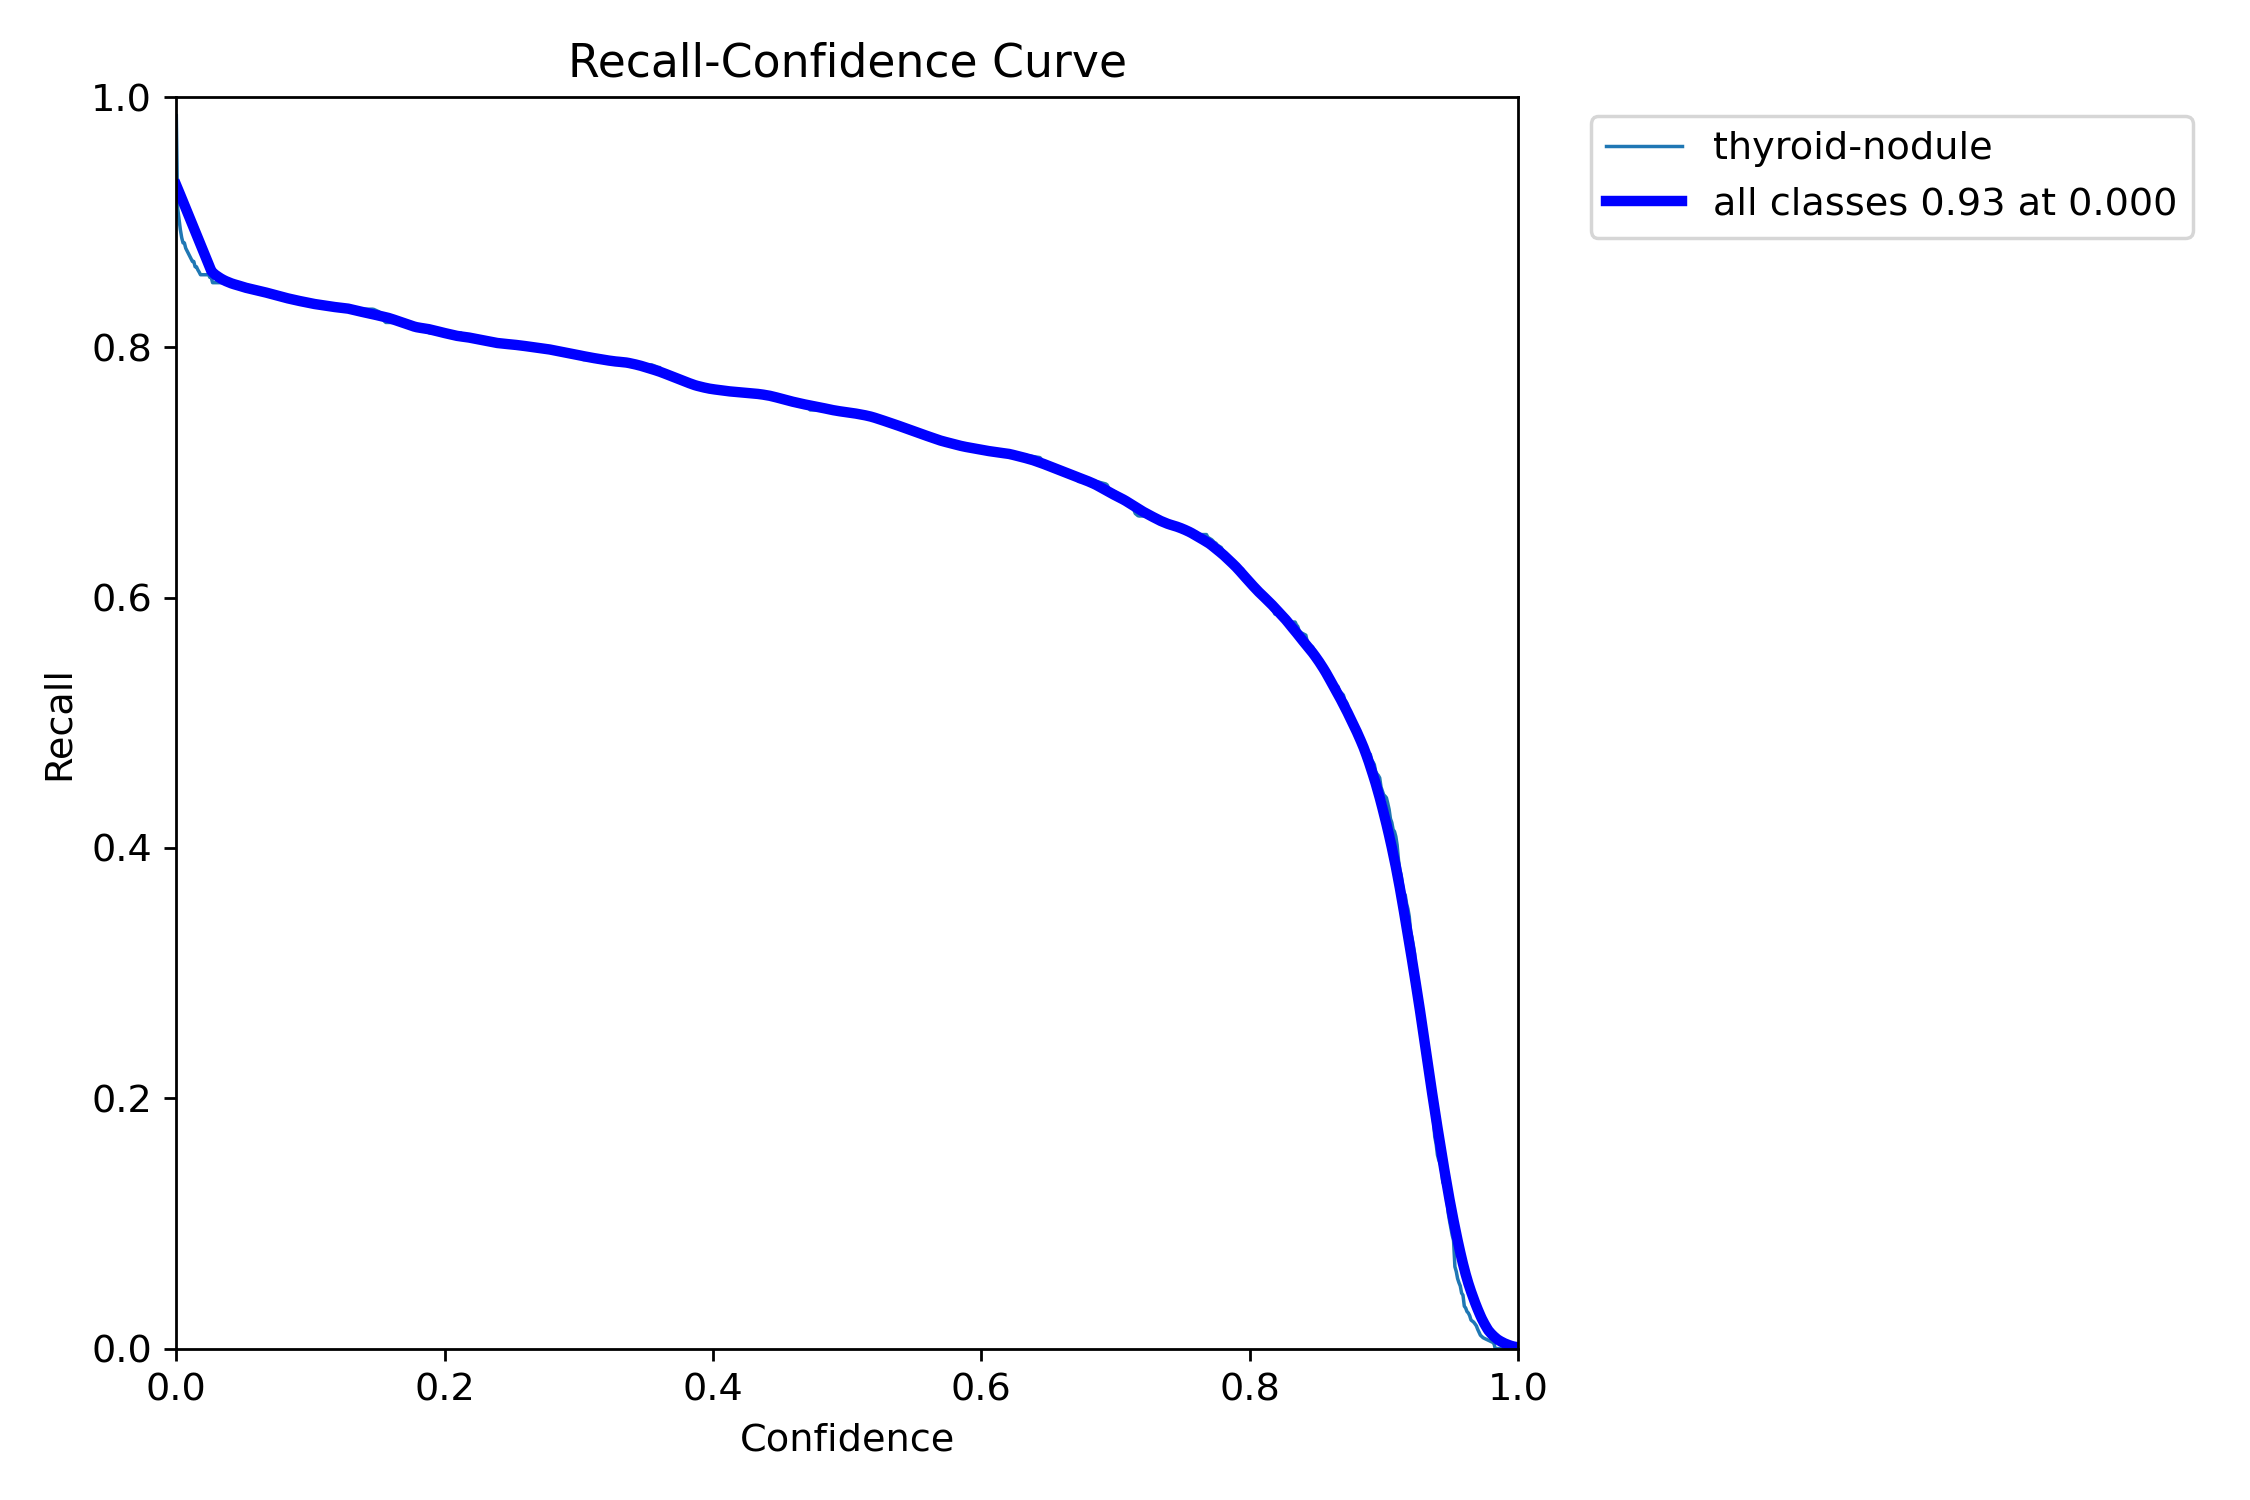 Recall-Confidence Curve
1.0
0.8
0.6
0.4
0.2
0.0
Recall
0.0 0.2 0.4 0.6 0.8 1.0
Confidence
thyroid-nodule
all classes 0.93 at 0.000